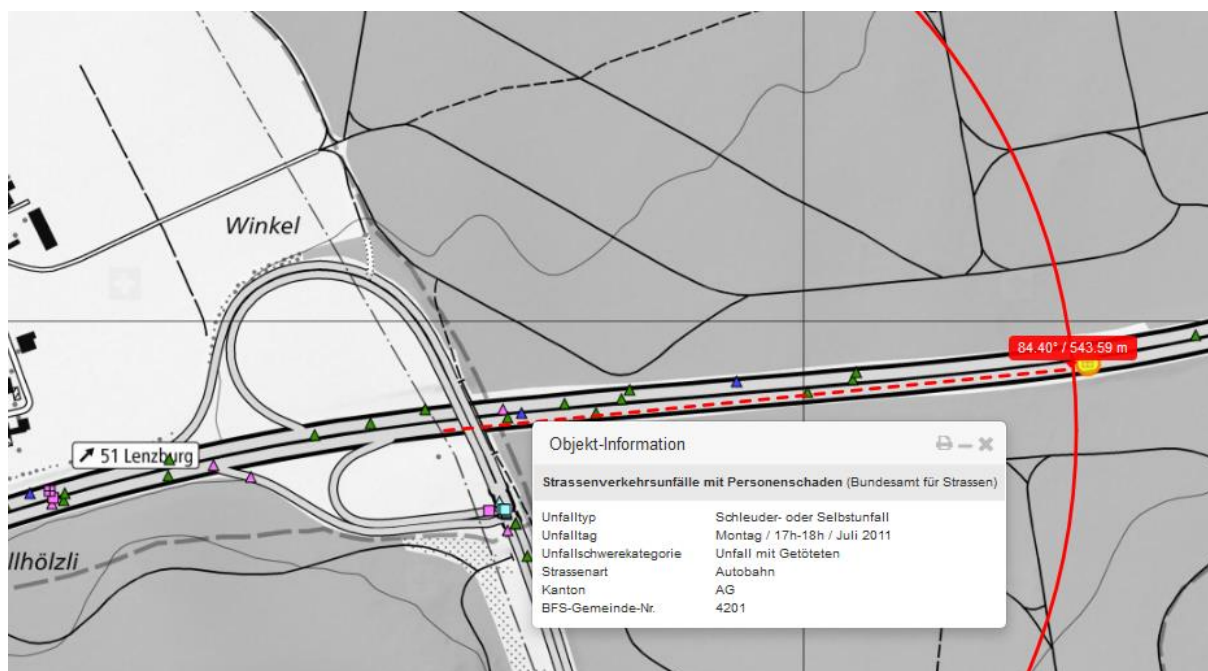 Winkel
84.40° / 543.59 m
51 Lenzburg
llhölzli
Objekt-Information
Strassenverkehrsunfälle mit Personenschaden (Bundesamt für Strassen)
Unfalltyp Schleuder- oder Selbstunfall
Unfalltag Montag / 17h-18h / Juli 2011
Unfallschwerekategorie Unfall mit Getöteten
Strassenart Autobahn
Kanton AG
BFS-Gemeinde-Nr. 4201